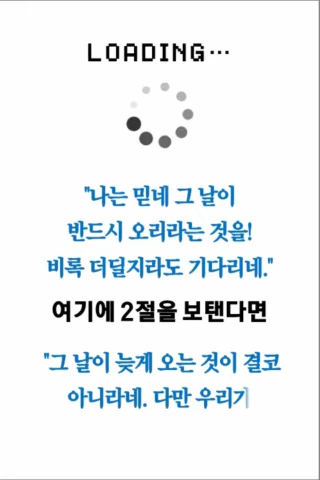 LOADING...
"나는 믿네 그 날이
반드시 오리라는 것을!
비록 더딜지라도 기다리네."
여기에 2절을 보탠다면
"그 날이 늦게 오는 것이 결코
아니라네. 다만 우리가